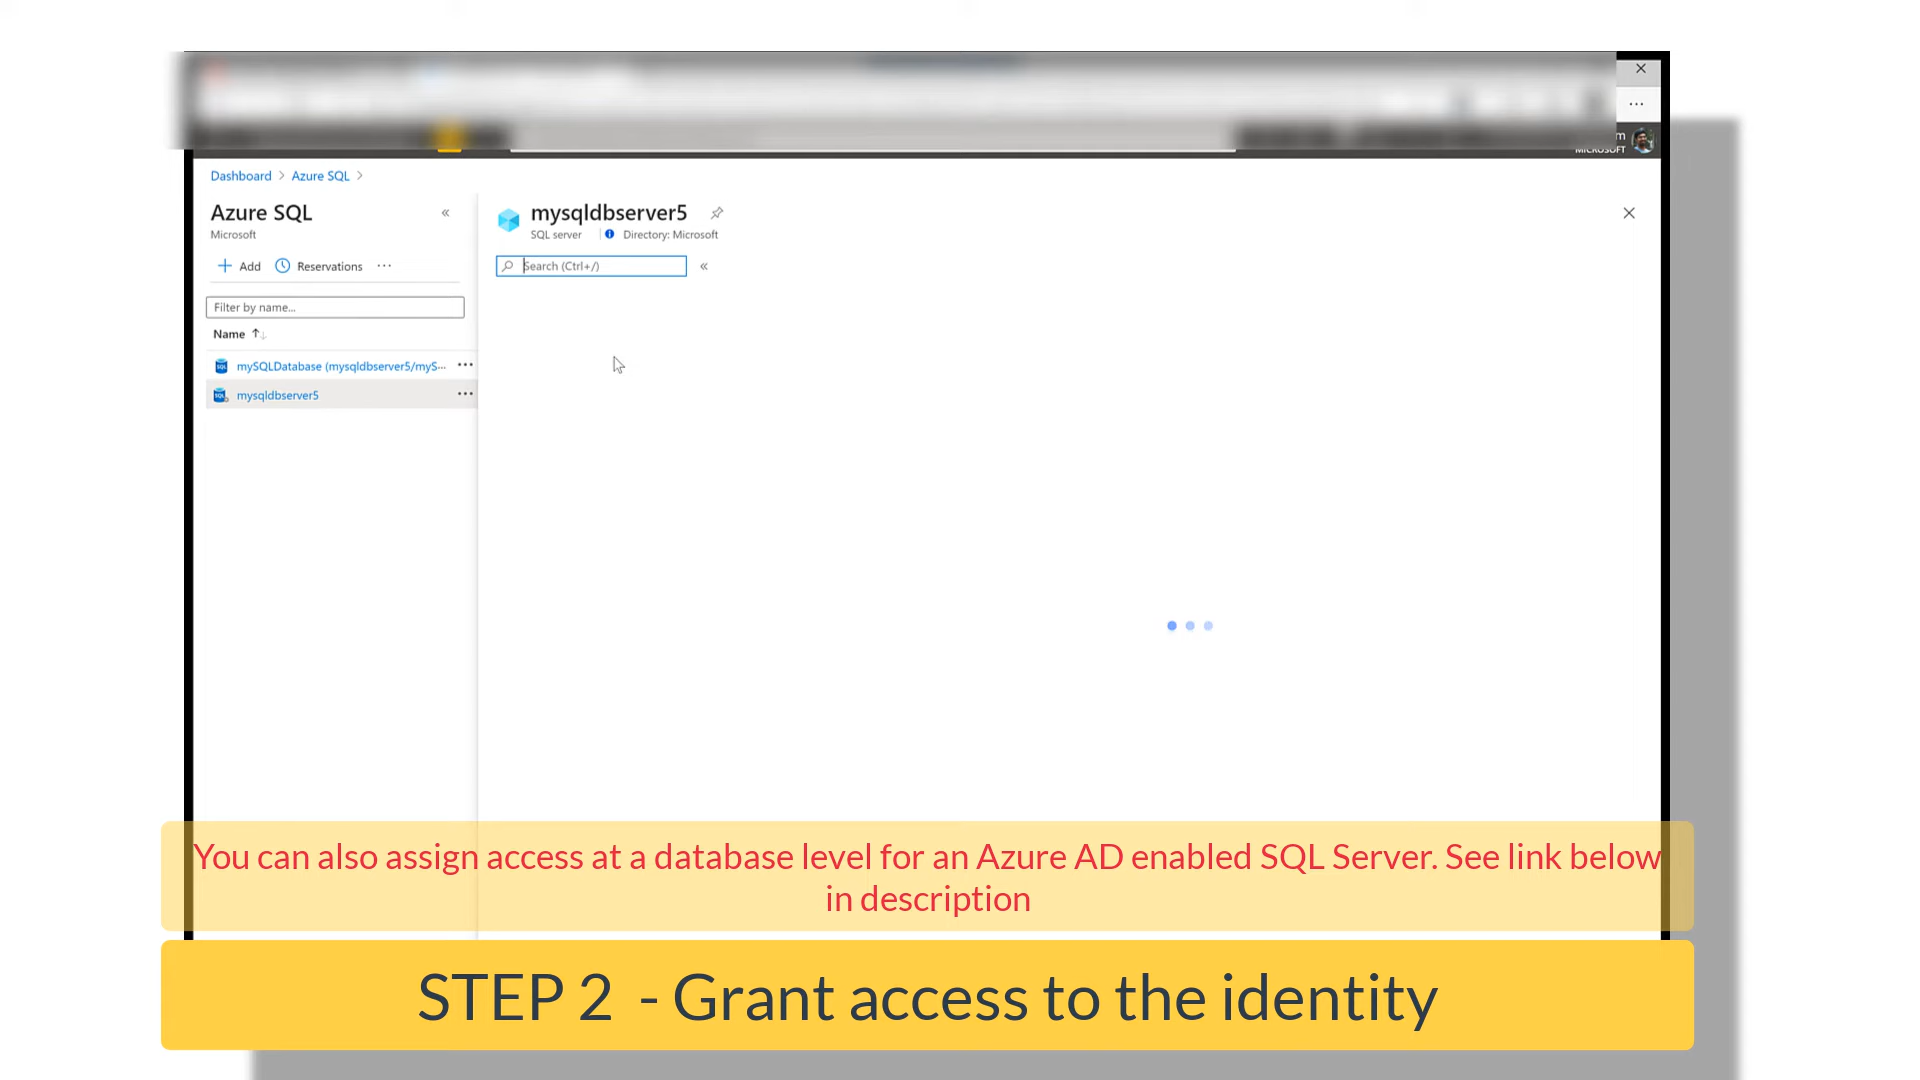 m
MICROSOFT
Dashboard > Azure SQL >
Azure SQL
Microsoft
Add Reservations ...
Filter by name...
Name
mySQLDatabase (mysqldbserver5/myS...
mysqldbserver5
mysqldbserver5
SQL server Directory: Microsoft
Search (Ctrl+/)
You can also assign access at a database level for an Azure AD enabled SQL Server. See link below
in description
STEP 2 - Grant access to the identity